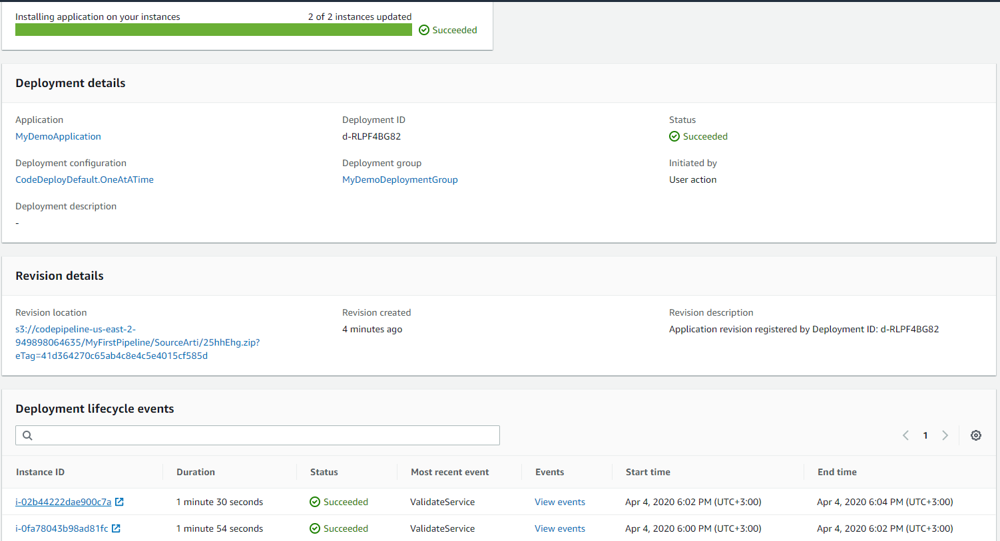 Installing application on your instances 2 of 2 instances updated
Succeeded
Deployment details
Application Deployment ID Status
MyDemoApplication d-RLPF4BG82 Succeeded
Deployment configuration Deployment group Initiated by
CodeDeployDefault.OneAtATime MyDemoDeploymentGroup User action
Deployment description
-
Revision details
Revision location Revision created Revision description
s3://codepipeline-us-east-2- 4 minutes ago Application revision registered by Deployment ID: d-RLPF4BG82
949898064635/MyFirstPipeline/SourceArti/25hhEhg.zip?
eTag=41d364270c65ab4c8e4c5e4015cf585d
Deployment lifecycle events
1
Instance ID Duration Status Most recent event Events Start time End time
i-02b44222dae900c7a 1 minute 30 seconds Succeeded ValidateService View events Apr 4, 2020 6:02 PM (UTC+3:00) Apr 4, 2020 6:04 PM (UTC+3:00)
i-0fa78043b98ad81fc 1 minute 54 seconds Succeeded ValidateService View events Apr 4, 2020 6:00 PM (UTC+3:00) Apr 4, 2020 6:02 PM (UTC+3:00)